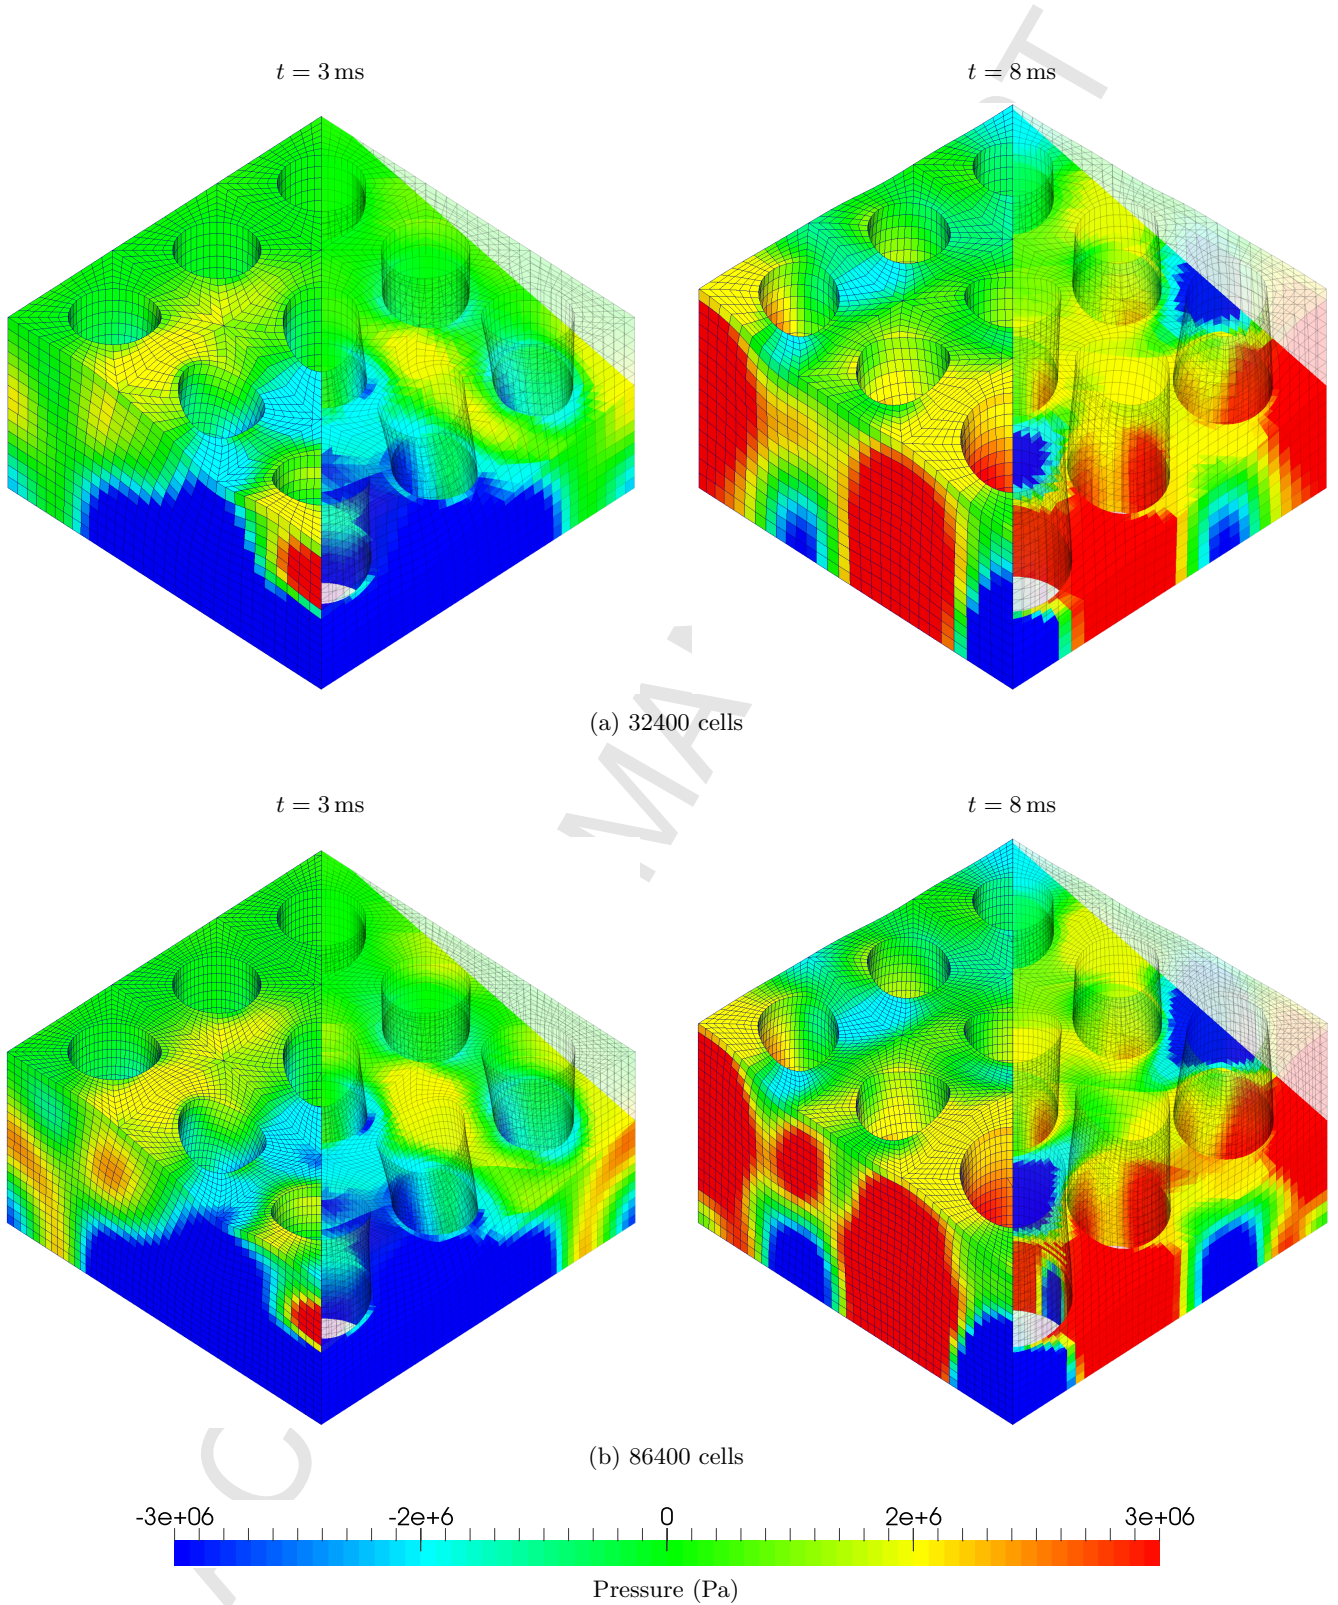 t = 3 ms
t = 8 ms
(a) 32400 cells
t = 3 ms
t = 8 ms
(b) 86400 cells
-3e+06 -2e+6 0 2e+6 3e+06
Pressure (Pa)